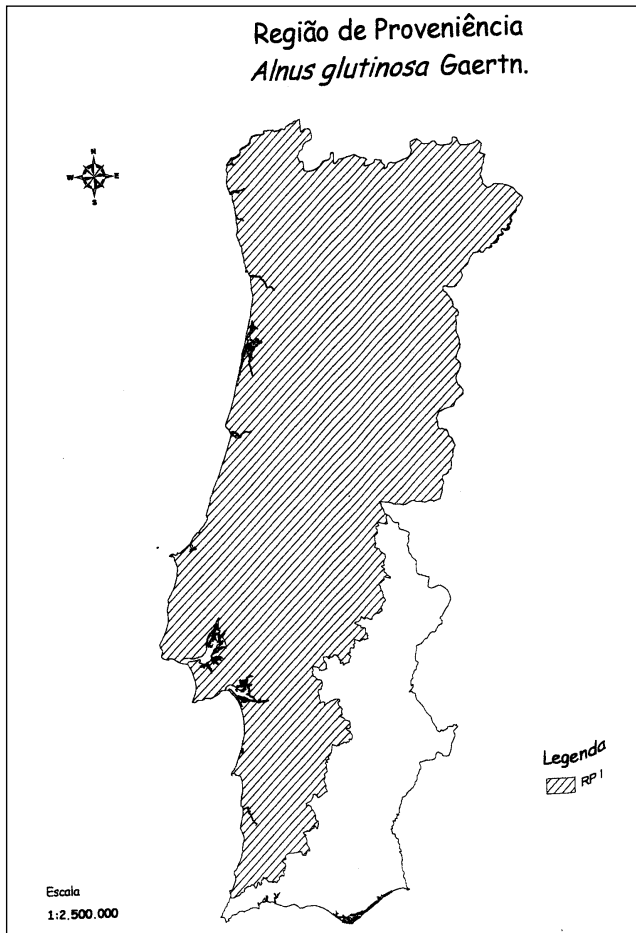 Região de Proveniência
Alnus glutinosa Gaertn.
N
W E
S
Legenda
RP 1
Escala
1:2.500.000